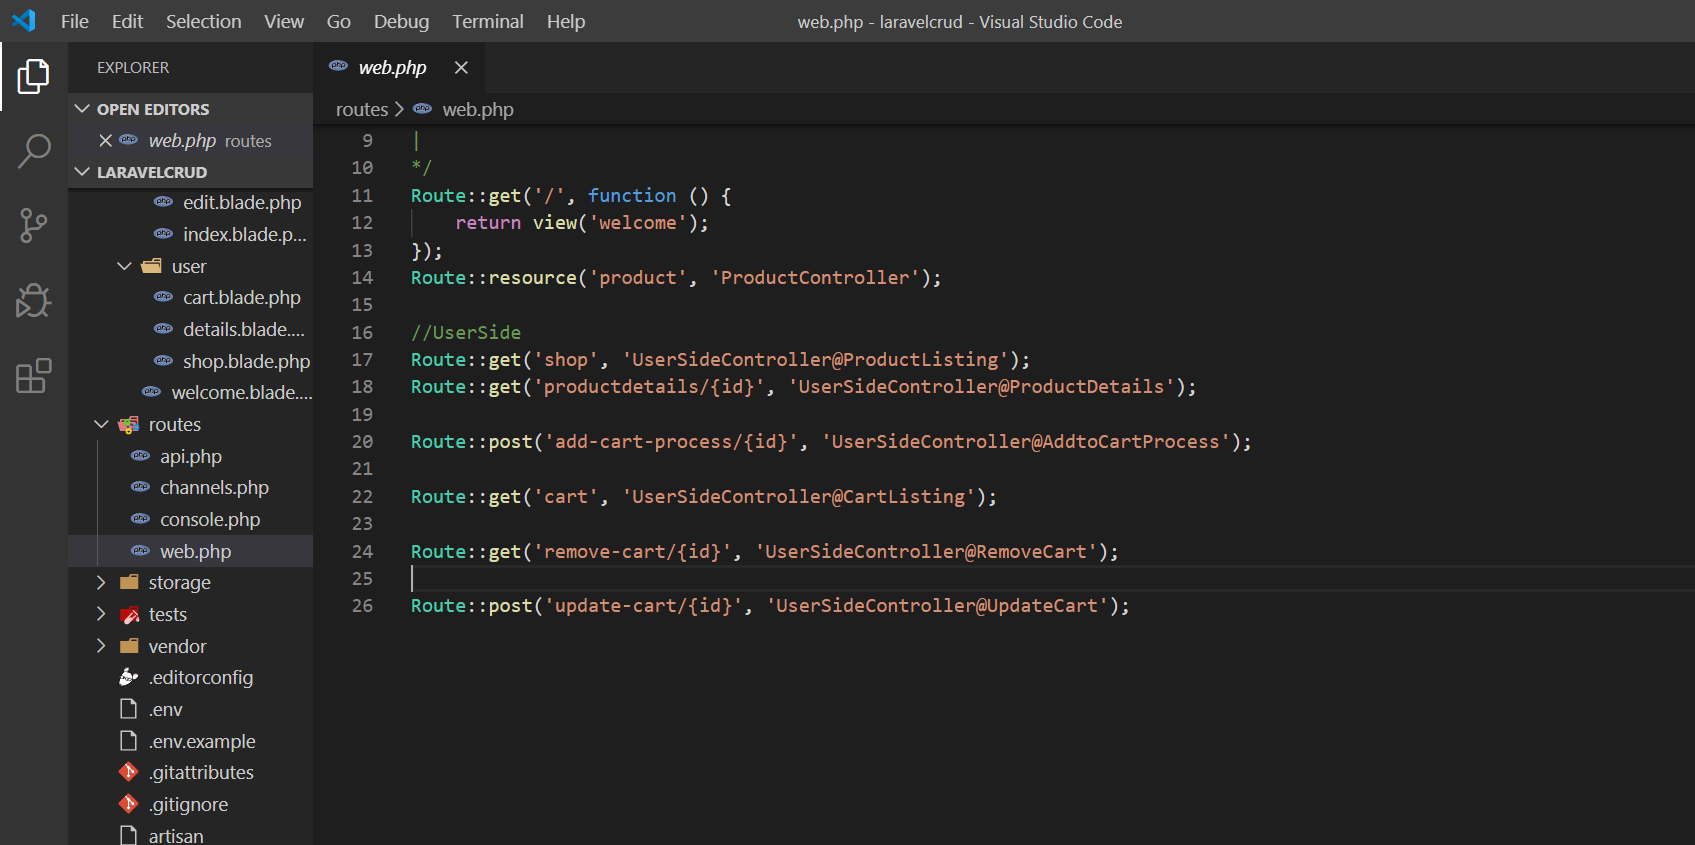 File Edit Selection View Go Debug Terminal Help
web.php - laravelcrud - Visual Studio Code
EXPLORER
OPEN EDITORS
web.php routes
LARAVELCRUD
edit.blade.php
index.blade.p...
user
cart.blade.php
details.blade....
shop.blade.php
welcome.blade....
routes
api.php
channels.php
console.php
web.php
storage
tests
vendor
.editorconfig
.env
.env.example
.gitattributes
.gitignore
artisan
web.php
routes > web.php
9 |
10 */
11 Route::get('/', function () {
12     return view('welcome');
13 });
14 Route::resource('product', 'ProductController');
15
16 //UserSide
17 Route::get('shop', 'UserSideController@ProductListing');
18 Route::get('productdetails/{id}', 'UserSideController@ProductDetails');
19
20 Route::post('add-cart-process/{id}', 'UserSideController@AddtoCartProcess');
21
22 Route::get('cart', 'UserSideController@CartListing');
23
24 Route::get('remove-cart/{id}', 'UserSideController@RemoveCart');
25
26 Route::post('update-cart/{id}', 'UserSideController@UpdateCart');